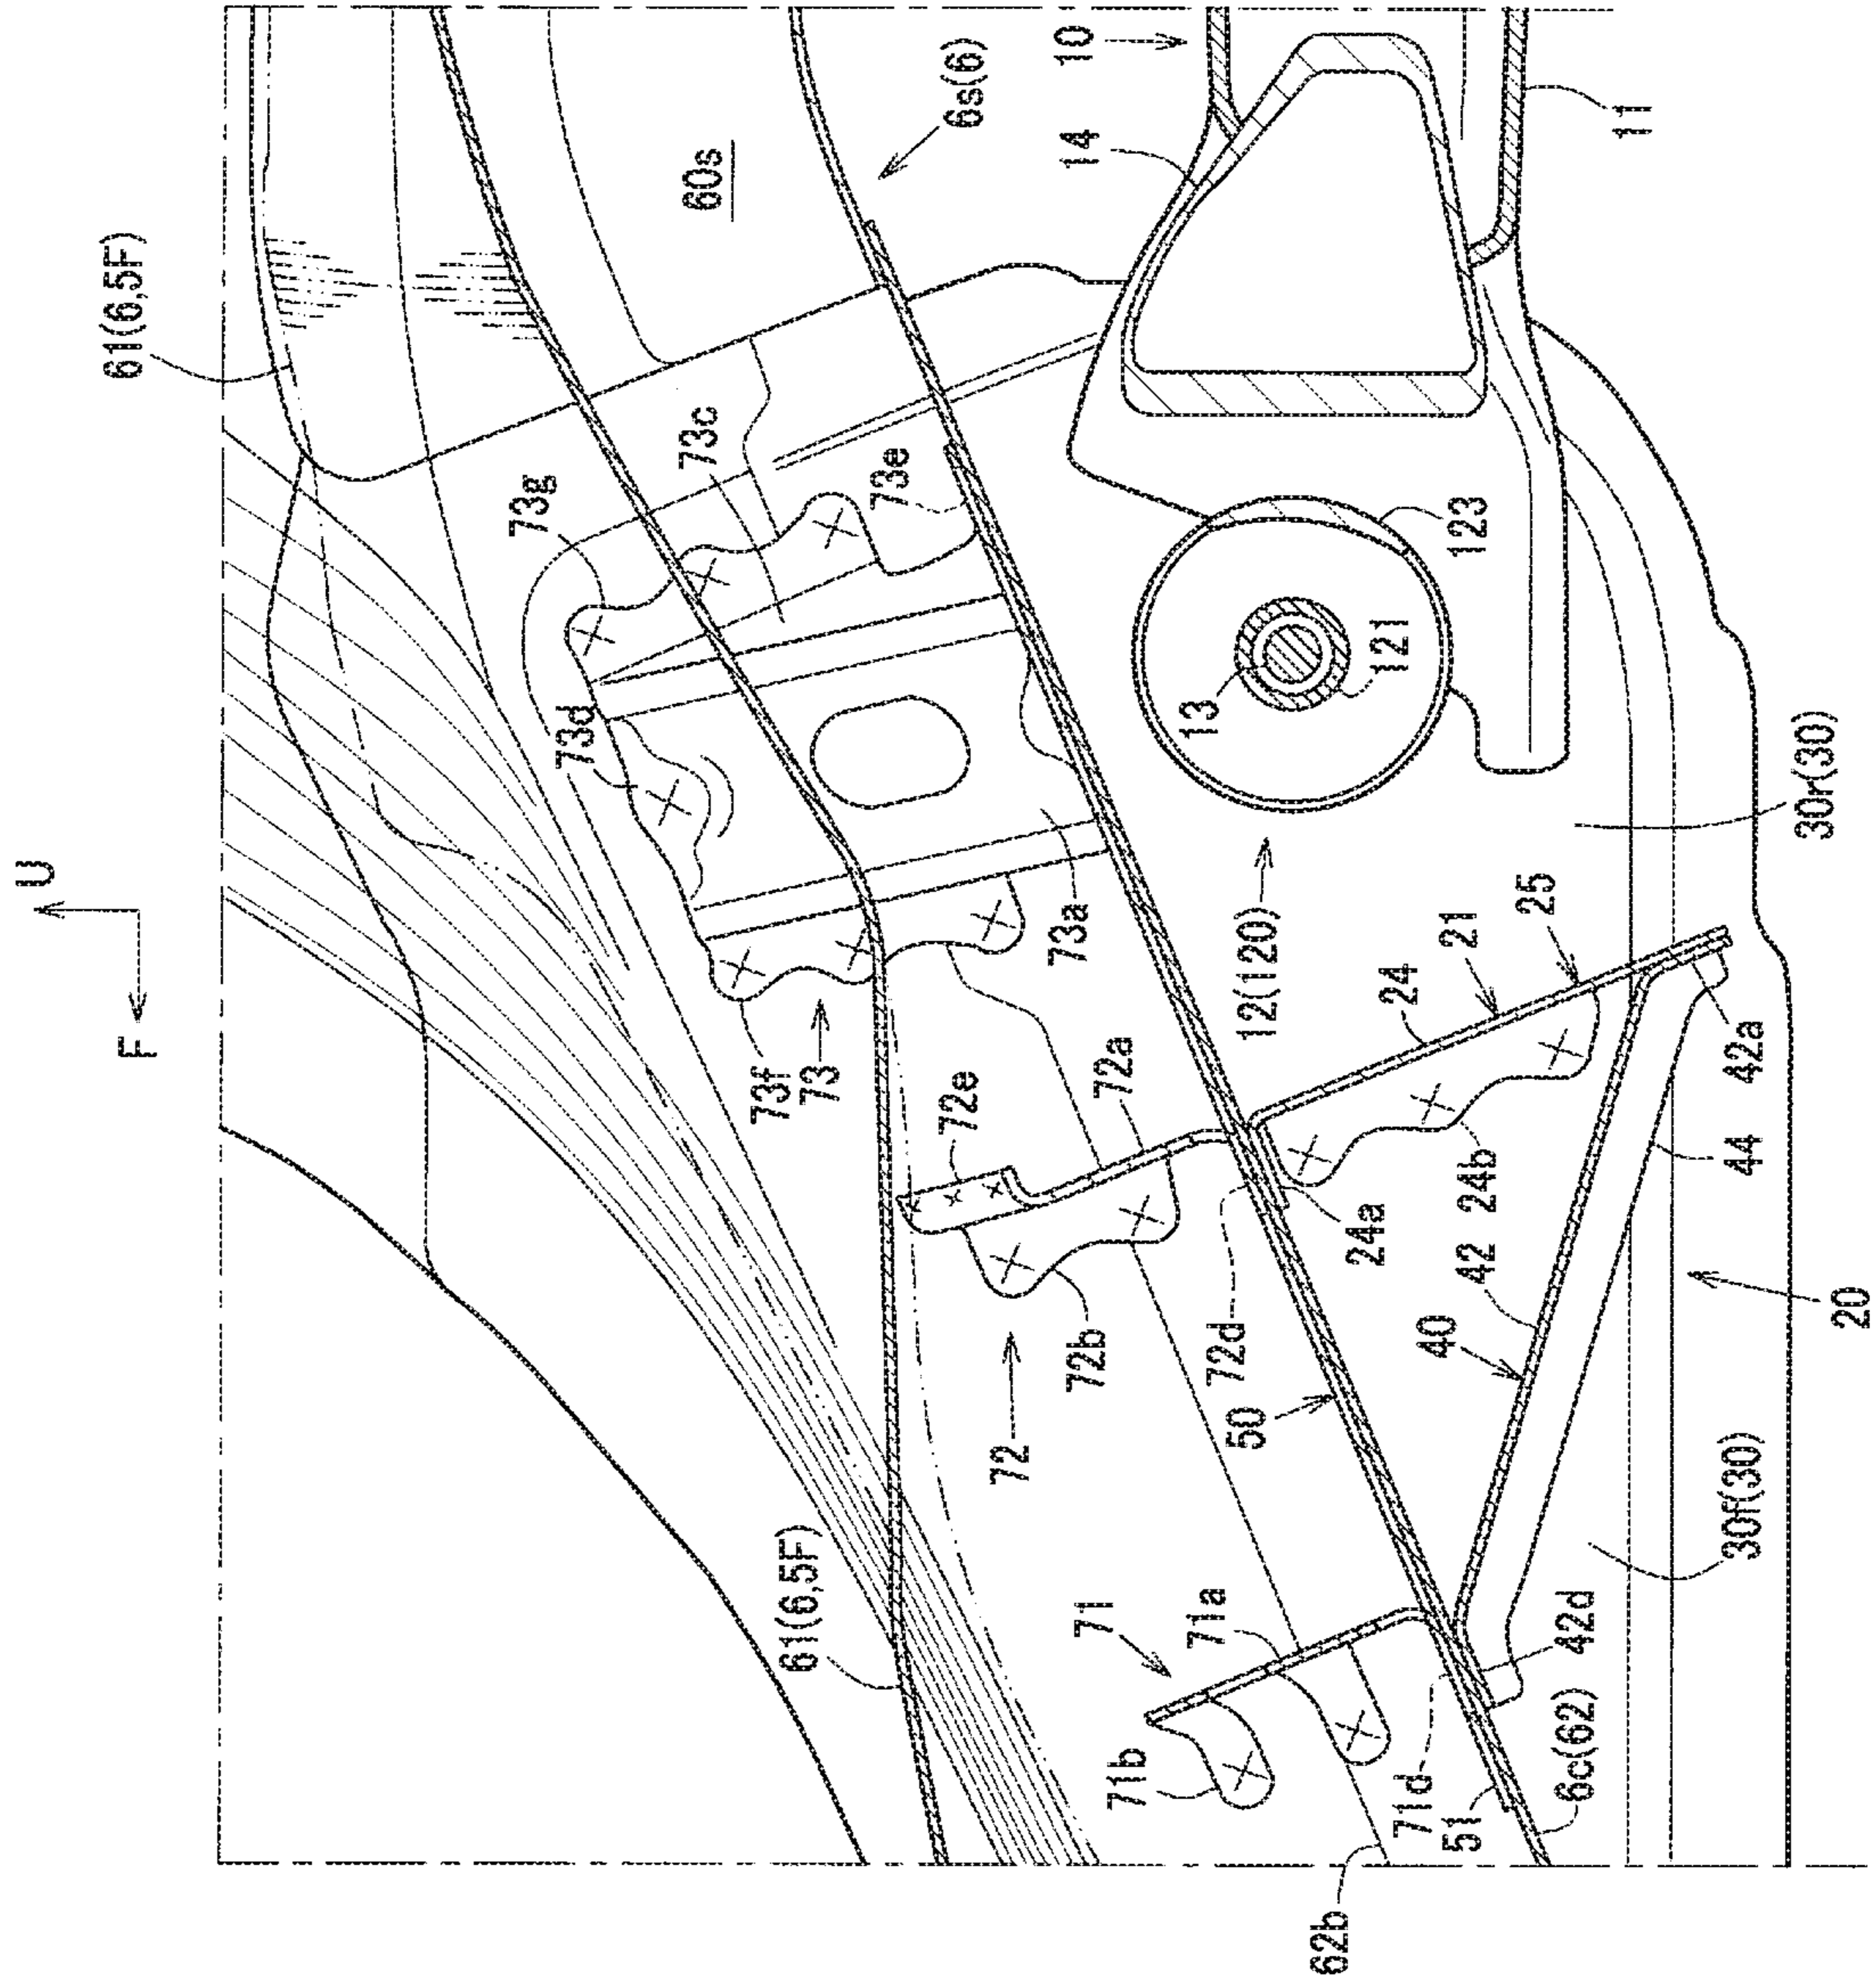 U
F
61(6,5F)
60s
6s(6)
10
14
11
73g
73c
73e
73d
13
121
123
73f
73
73a
12(120)
24
21
25
30r(30)
72e
72a
72
72b
72d
24a
24b
42
42a
44
40
50
20
61(6,5F)
71
71a
71b
71d
51
42d
6c(62)
30f(30)
62b